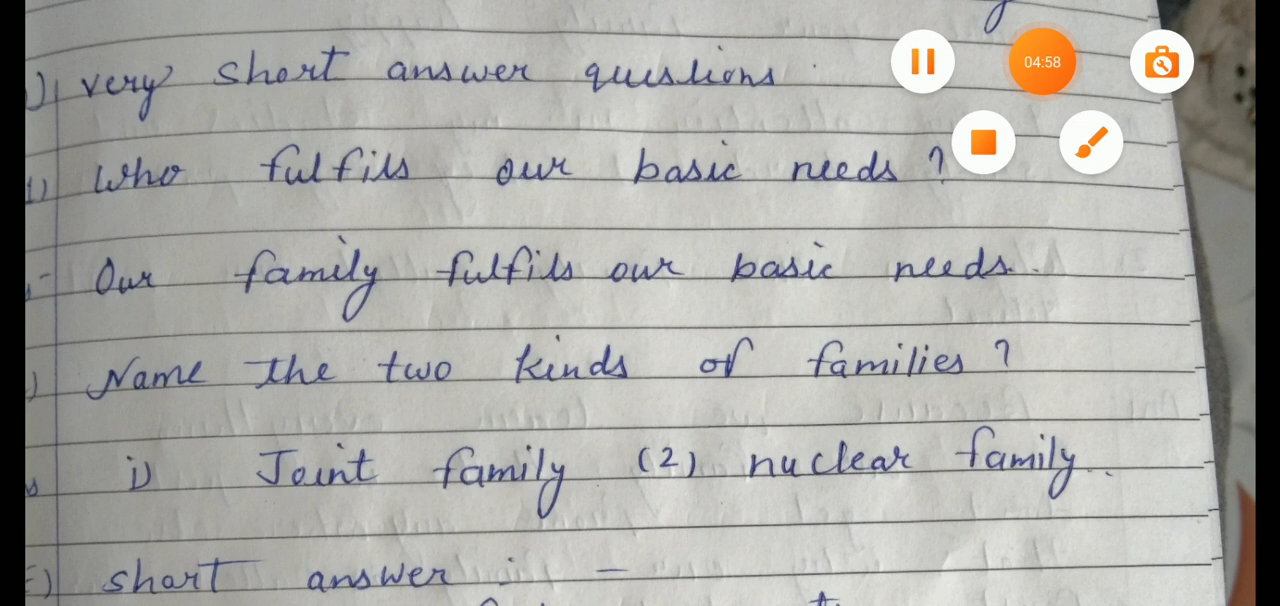 ) very short answer questions
04:58
1) Who fulfils our basic needs ?
- Our family fulfils our basic needs.
) Name the two kinds of families ?
s i) Joint family (2) nuclear family.
E) short answer : -